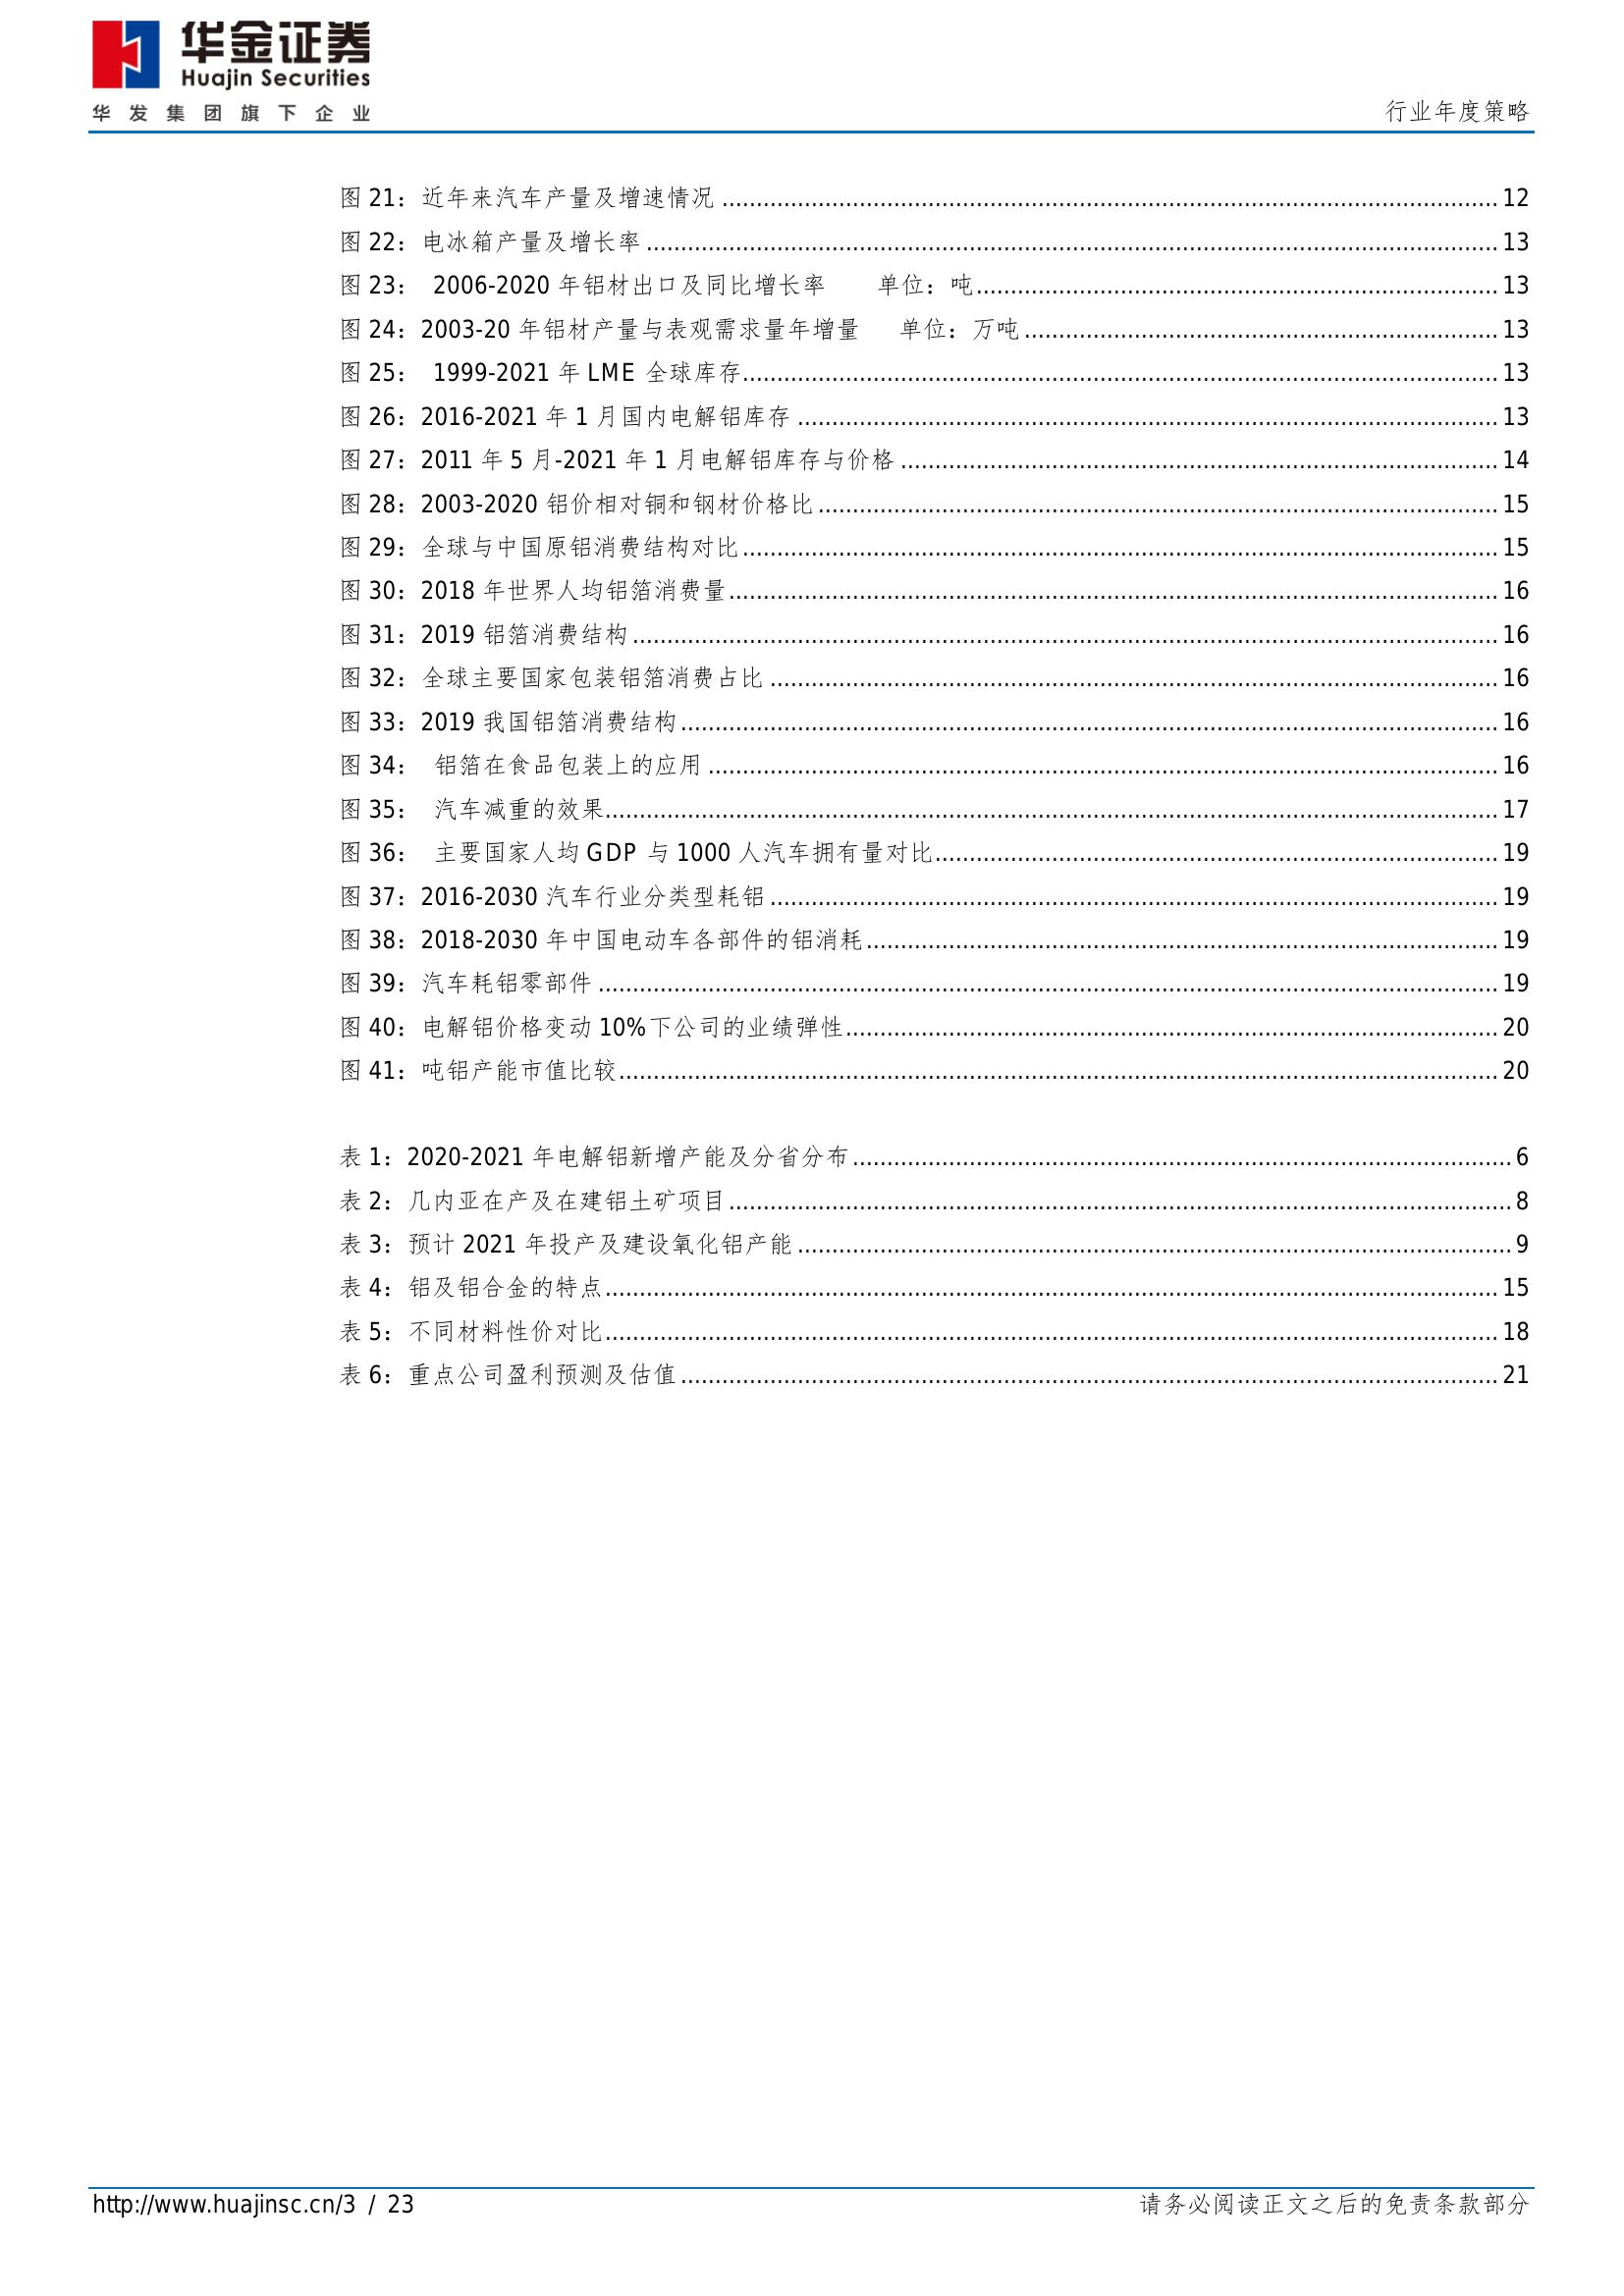 华金证券
Huajin Securities
华发集团旗下企业
行业年度策略
图 21：近年来汽车产量及增速情况 12
图 22：电冰箱产量及增长率 13
图 23： 2006-2020 年铝材出口及同比增长率 单位：吨 13
图 24：2003-20 年铝材产量与表观需求量年增量 单位：万吨 13
图 25： 1999-2021 年 LME 全球库存 13
图 26：2016-2021 年 1 月国内电解铝库存 13
图 27：2011 年 5 月-2021 年 1 月电解铝库存与价格 14
图 28：2003-2020 铝价相对铜和钢材价格比 15
图 29：全球与中国原铝消费结构对比 15
图 30：2018 年世界人均铝箔消费量 16
图 31：2019 铝箔消费结构 16
图 32：全球主要国家包装铝箔消费占比 16
图 33：2019 我国铝箔消费结构 16
图 34： 铝箔在食品包装上的应用 16
图 35： 汽车减重的效果 17
图 36： 主要国家人均 GDP 与 1000 人汽车拥有量对比 19
图 37：2016-2030 汽车行业分类型耗铝 19
图 38：2018-2030 年中国电动车各部件的铝消耗 19
图 39：汽车耗铝零部件 19
图 40：电解铝价格变动 10%下公司的业绩弹性 20
图 41：吨铝产能市值比较 20
表 1：2020-2021 年电解铝新增产能及分省分布 6
表 2：几内亚在产及在建铝土矿项目 8
表 3：预计 2021 年投产及建设氧化铝产能 9
表 4：铝及铝合金的特点 15
表 5：不同材料性价对比 18
表 6：重点公司盈利预测及估值 21
http://www.huajinsc.cn/3 / 23
请务必阅读正文之后的免责条款部分